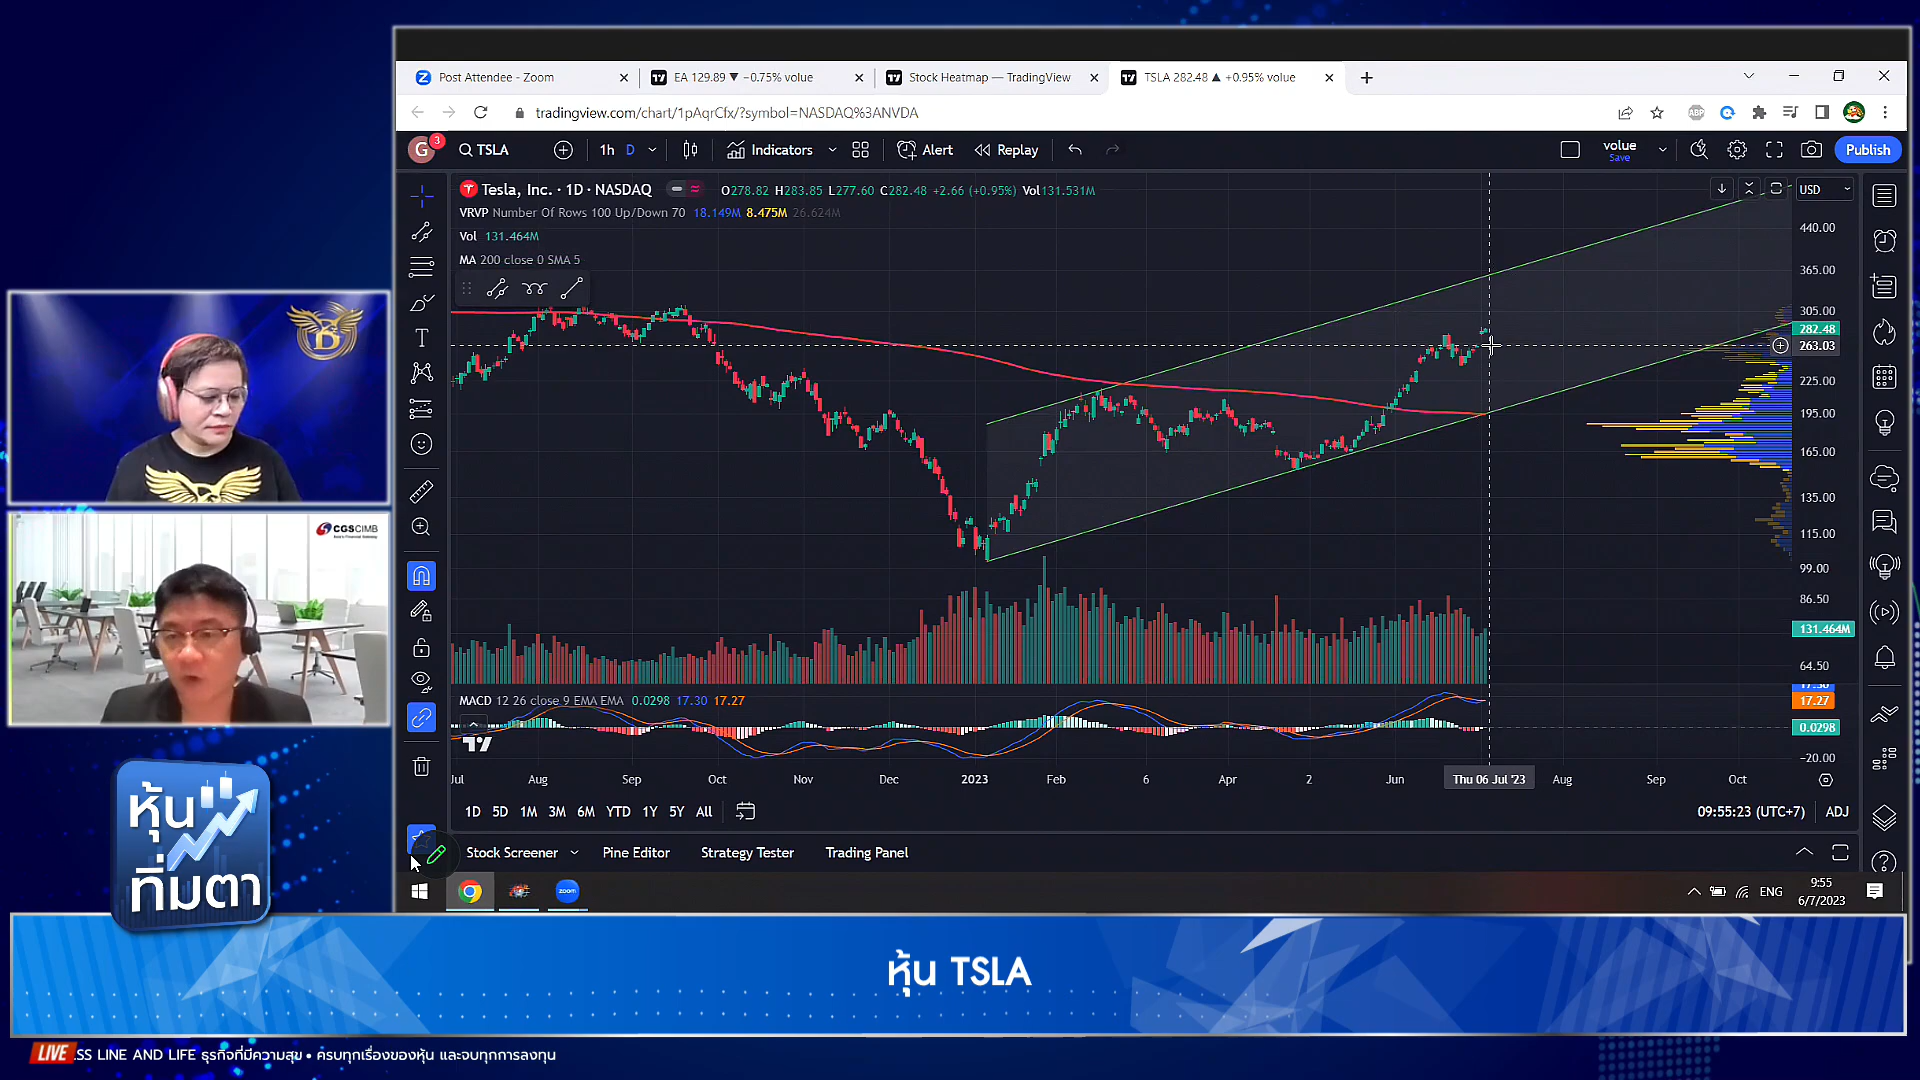 Post Attendee - Zoom
EA 129.89 ▼ −0.75% volue
Stock Heatmap — TradingView
TSLA 282.48 ▲ +0.95% volue
tradingview.com/chart/1pAqrCfx/?symbol=NASDAQ%3ANVDA
ABP
G 3
TSLA
1h D
Indicators
Alert
Replay
volue
Save
Publish
Tesla, Inc. · 1D · NASDAQ
O278.82 H283.85 L277.60 C282.48 +2.66 (+0.95%) Vol131.531M
USD
VRVP Number Of Rows 100 Up/Down 70 18.149M 8.475M 26.624M
Vol 131.464M
MA 200 close 0 SMA 5
440.00
365.00
305.00
282.48
263.03
225.00
195.00
165.00
135.00
115.00
99.00
86.50
131.464M
64.50
MACD 12 26 close 9 EMA EMA 0.0298 17.30 17.27
17.30
17.27
0.0298
−20.00
Jul Aug Sep Oct Nov Dec 2023 Feb 6 Apr 2 Jun Thu 06 Jul '23 Aug Sep Oct
1D 5D 1M 3M 6M YTD 1Y 5Y All
09:55:23 (UTC+7) ADJ
Stock Screener
Pine Editor
Strategy Tester
Trading Panel
zoom
ENG
9:55
6/7/2023
B
CGS CIMB
หุ้น
ทิ่มตา
หุ้น TSLA
LIVE
SS LINE AND LIFE ธุรกิจที่มีความสุข • ครบทุกเรื่องของหุ้น และจบทุกการลงทุน